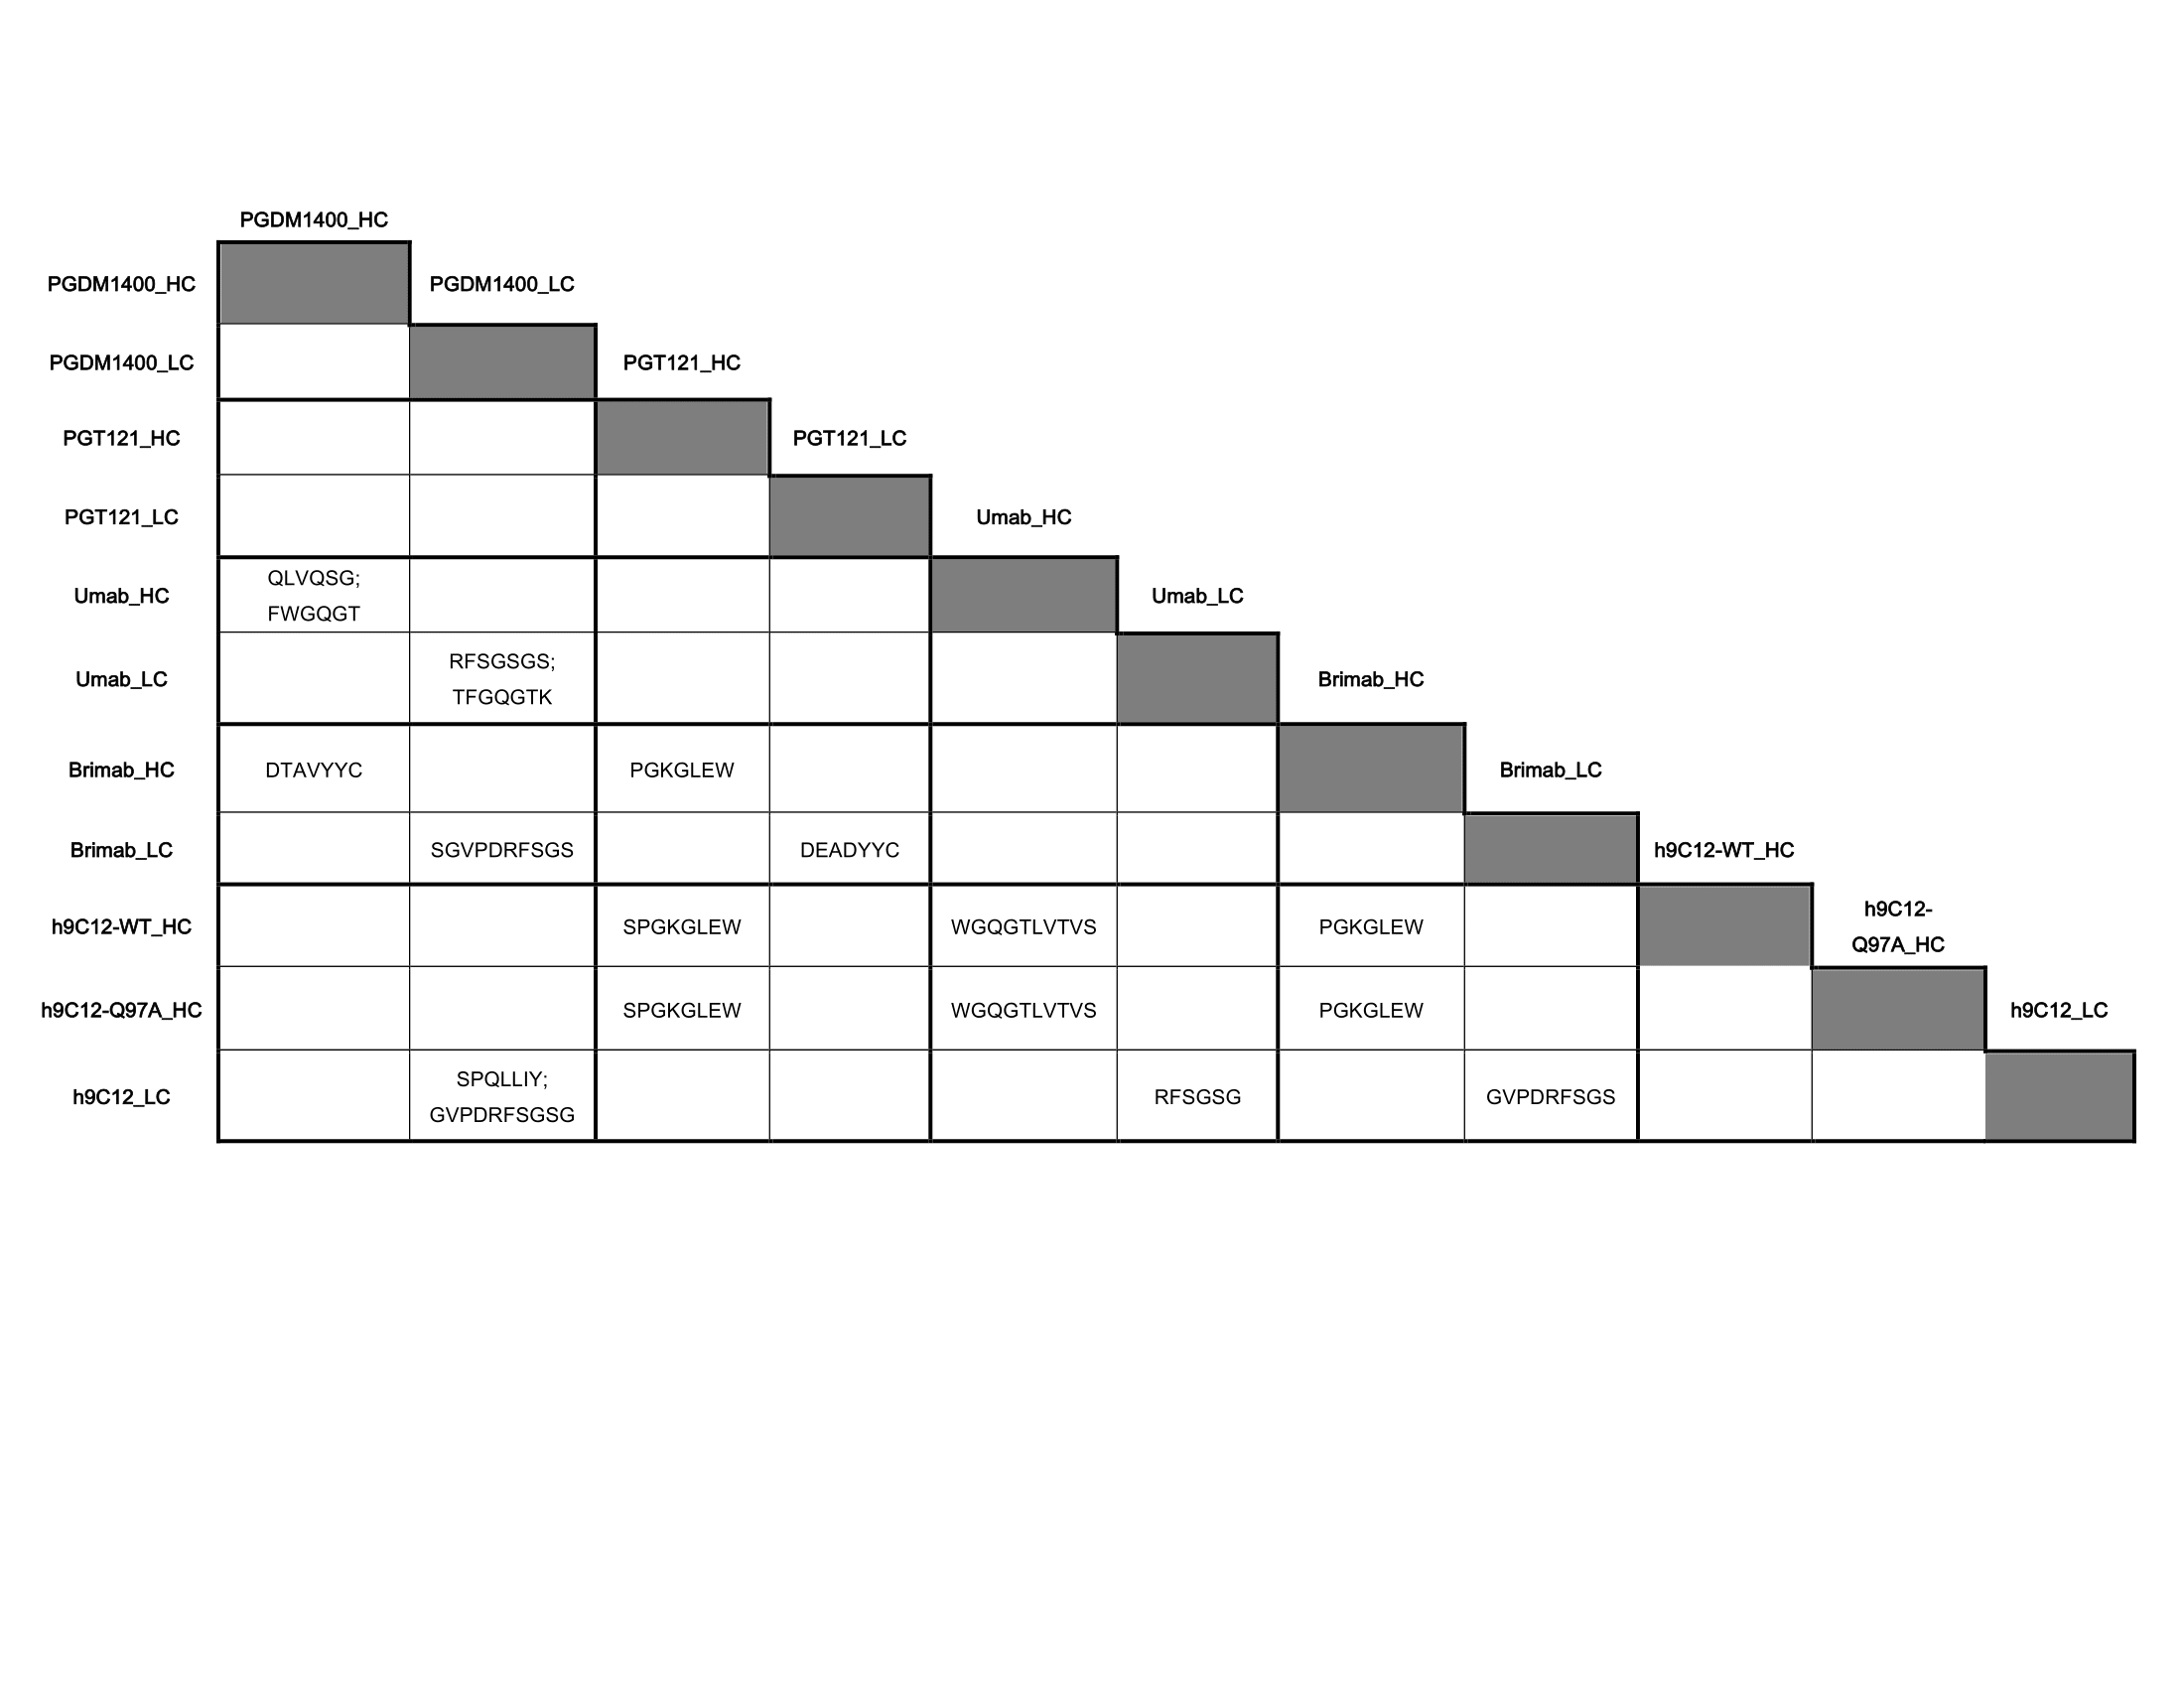 PGDM1400_HC
PGDM1400_HC PGDM1400_LC
PGDM1400_LC PGT121_HC
PGT121_HC PGT121_LC
PGT121_LC Umab_HC
Umab_HC QLVQSG; Umab_LC
FWGQGT
Umab_LC RFSGSGS; Brimab_HC
TFGQGTK
Brimab_HC DTAVYYC PGKGLEW Brimab_LC
Brimab_LC SGVPDRFSGS DEADYYC h9C12-WT_HC
h9C12-WT_HC SPGKGLEW WGQGTLVTVS PGKGLEW h9C12-
Q97A_HC
h9C12-Q97A_HC SPGKGLEW WGQGTLVTVS PGKGLEW h9C12_LC
h9C12_LC SPQLLIY; RFSGSG GVPDRFSGS
GVPDRFSGSG